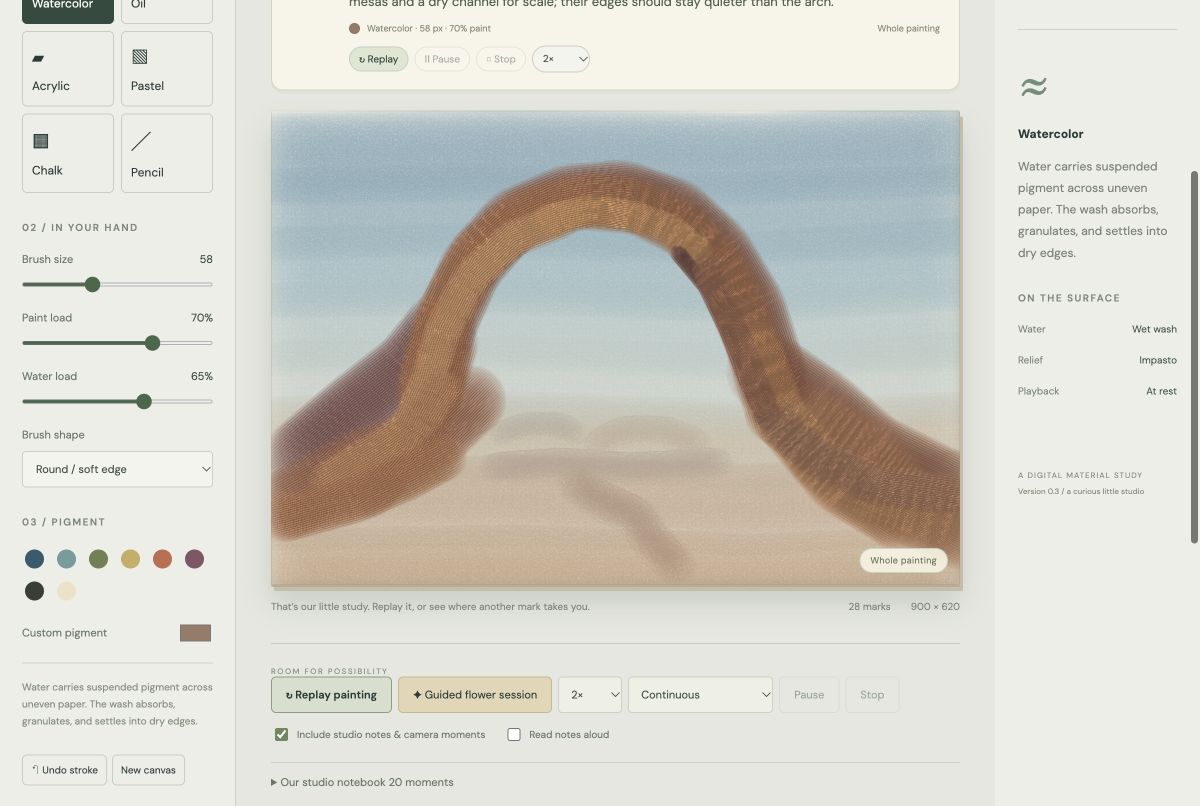 Watercolor
Oil
Acrylic
Pastel
Chalk
Pencil
02 / IN YOUR HAND
Brush size 58
Paint load 70%
Water load 65%
Brush shape
Round / soft edge
03 / PIGMENT
Custom pigment
Water carries suspended pigment across
uneven paper. The wash absorbs,
granulates, and settles into dry edges.
Undo stroke
New canvas
mesas and a dry channel for scale; their edges should stay quieter than the arch.
Watercolor · 58 px · 70% paint
Whole painting
↻ Replay
II Pause
▫ Stop
2×
Whole painting
That's our little study. Replay it, or see where another mark takes you.
28 marks
900 × 620
ROOM FOR POSSIBILITY
↻ Replay painting
✦ Guided flower session
2×
Continuous
Pause
Stop
Include studio notes & camera moments
Read notes aloud
▶ Our studio notebook 20 moments
Watercolor
Water carries suspended
pigment across uneven
paper. The wash absorbs,
granulates, and settles into
dry edges.
ON THE SURFACE
Water Wet wash
Relief Impasto
Playback At rest
A DIGITAL MATERIAL STUDY
Version 0.3 / a curious little studio